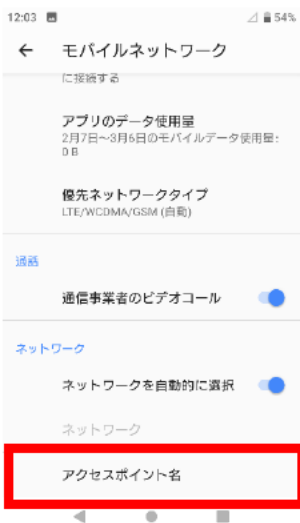 12:03
54%
モバイルネットワーク
に接続する
アプリのデータ使用量
2月7日～3月6日のモバイルデータ使用量:
0 B
優先ネットワークタイプ
LTE/WCDMA/GSM (自動)
通話
通信事業者のビデオコール
ネットワーク
ネットワークを自動的に選択
ネットワーク
アクセスポイント名